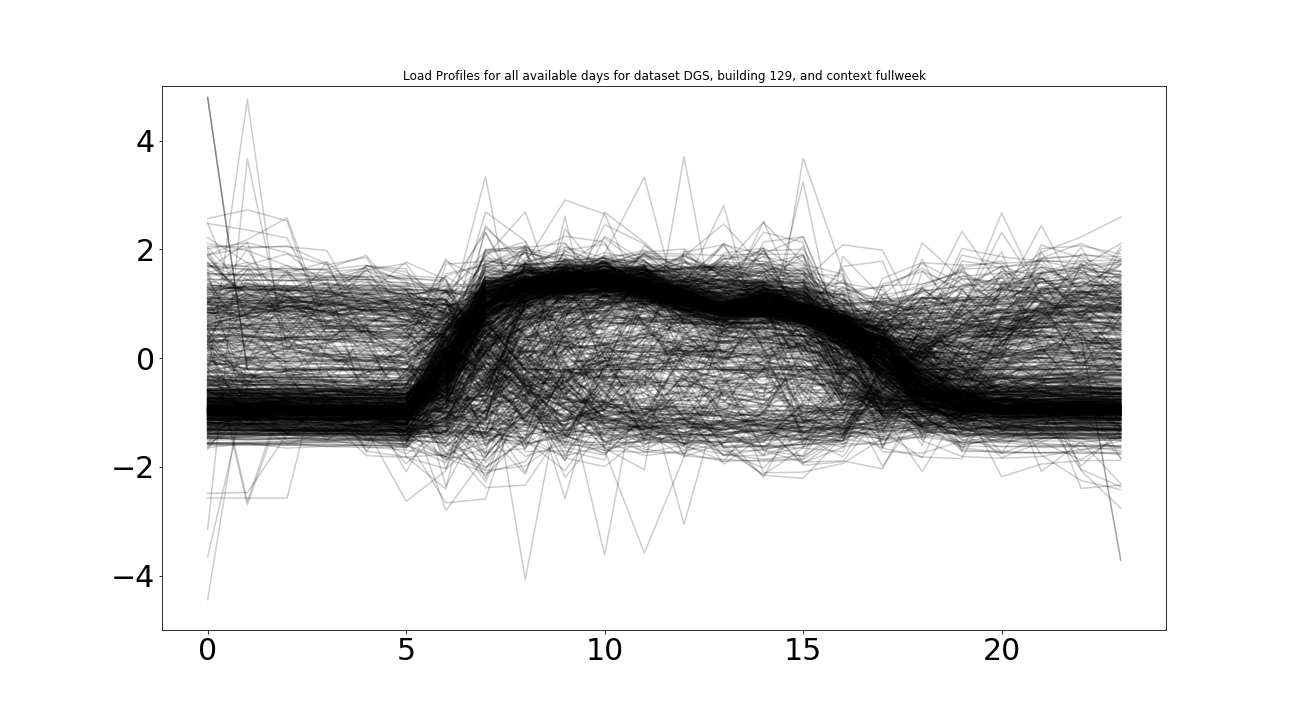 Load Profiles for all available days for dataset DGS, building 129, and context fullweek
4
2
0
−2
−4
0 5 10 15 20